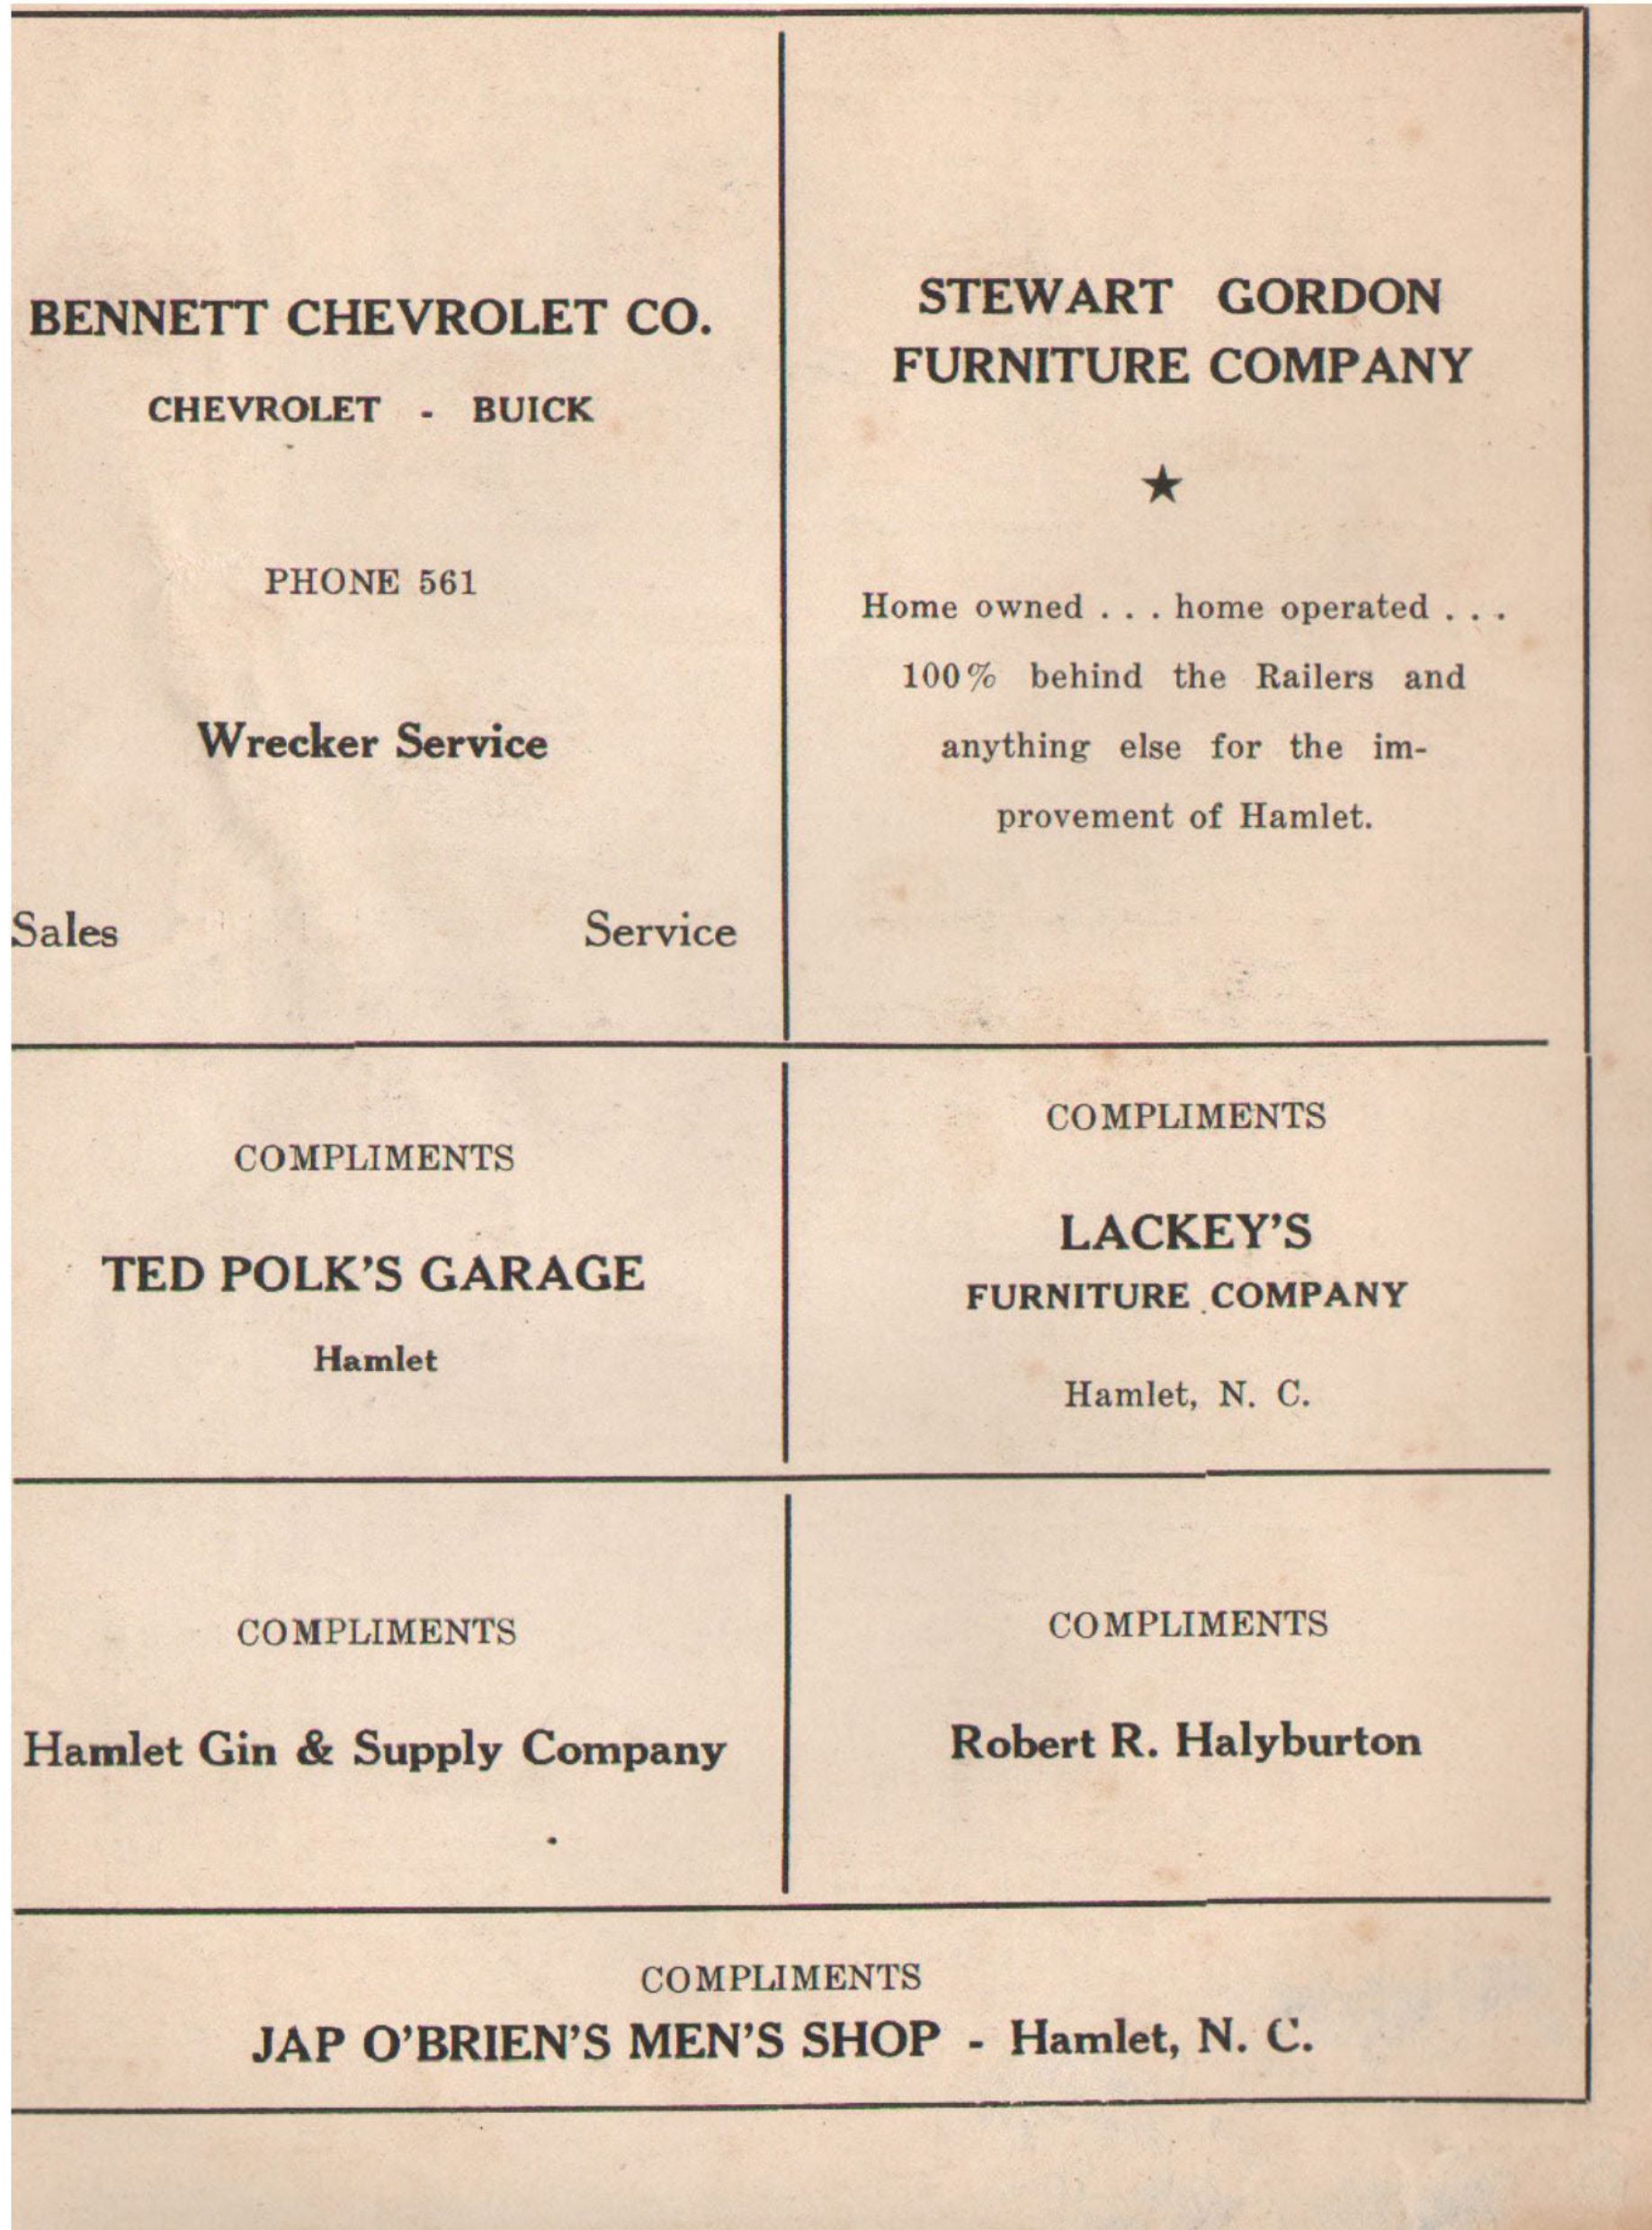 BENNETT CHEVROLET CO.
CHEVROLET - BUICK
PHONE 561
Wrecker Service
Sales Service
STEWART GORDON
FURNITURE COMPANY
★
Home owned . . . home operated . . .
100% behind the Railers and
anything else for the im-
provement of Hamlet.
COMPLIMENTS
TED POLK'S GARAGE
Hamlet
COMPLIMENTS
LACKEY'S
FURNITURE COMPANY
Hamlet, N. C.
COMPLIMENTS
Hamlet Gin & Supply Company
COMPLIMENTS
Robert R. Halyburton
COMPLIMENTS
JAP O'BRIEN'S MEN'S SHOP - Hamlet, N. C.